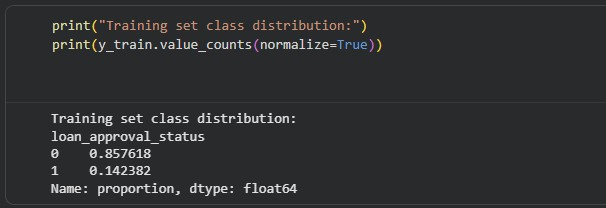 print("Training set class distribution:")
print(y_train.value_counts(normalize=True))
Training set class distribution:
loan_approval_status
0    0.857618
1    0.142382
Name: proportion, dtype: float64